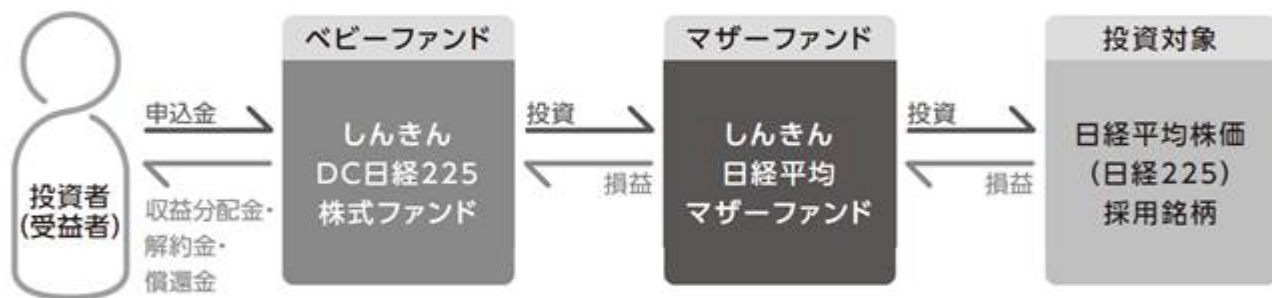 投資者
(受益者)
申込金
収益分配金・
解約金・
償還金
ベビーファンド
しんきん
DC日経225
株式ファンド
投資
損益
マザーファンド
しんきん
日経平均
マザーファンド
投資
損益
投資対象
日経平均株価
(日経225)
採用銘柄